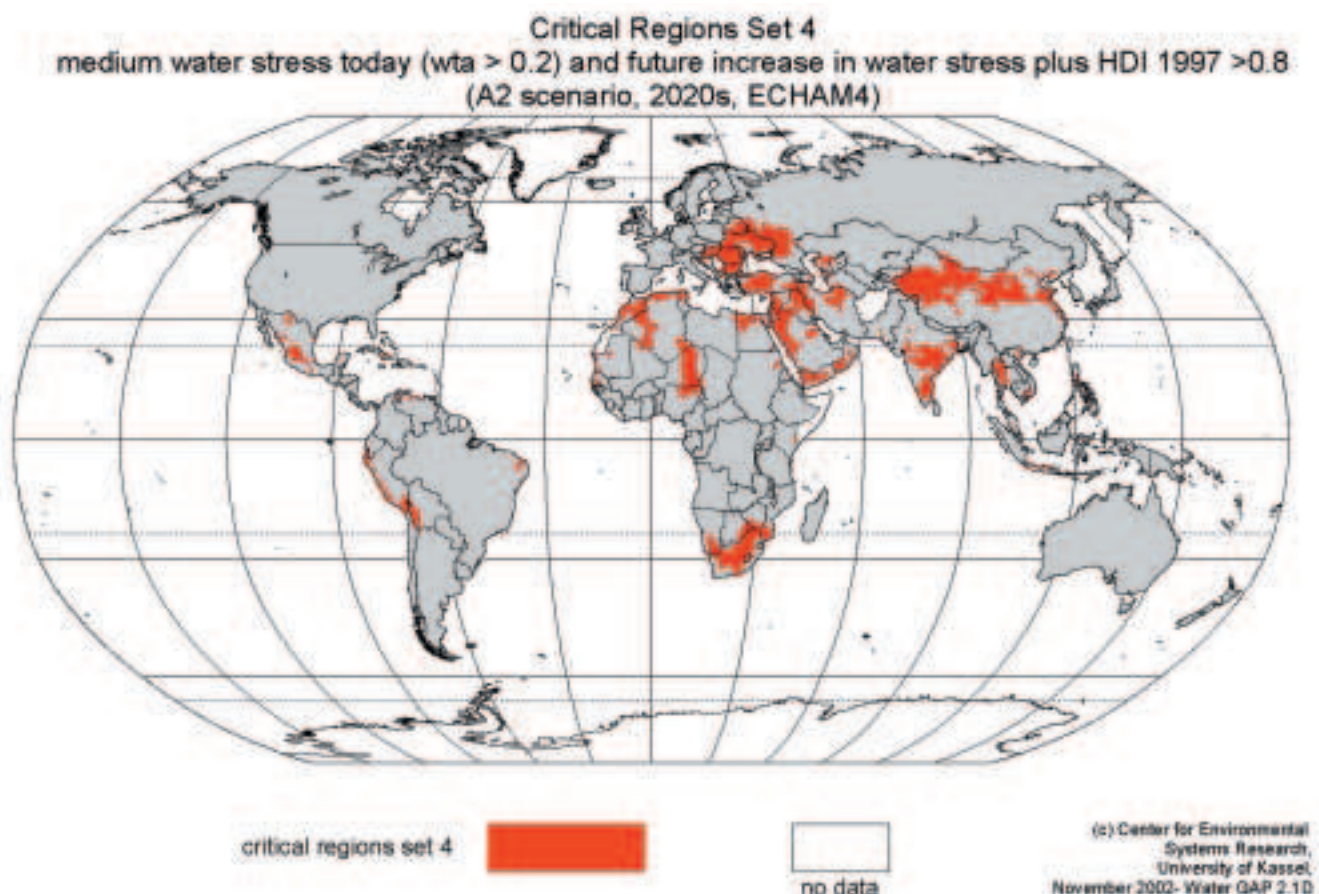 Critical Regions Set 4
medium water stress today (wta > 0.2) and future increase in water stress plus HDI 1997 >0.8
(A2 scenario, 2020s, ECHAM4)
critical regions set 4
no data
(c) Center for Environmental
Systems Research,
University of Kassel,
November 2002- Water GAP 2.1D